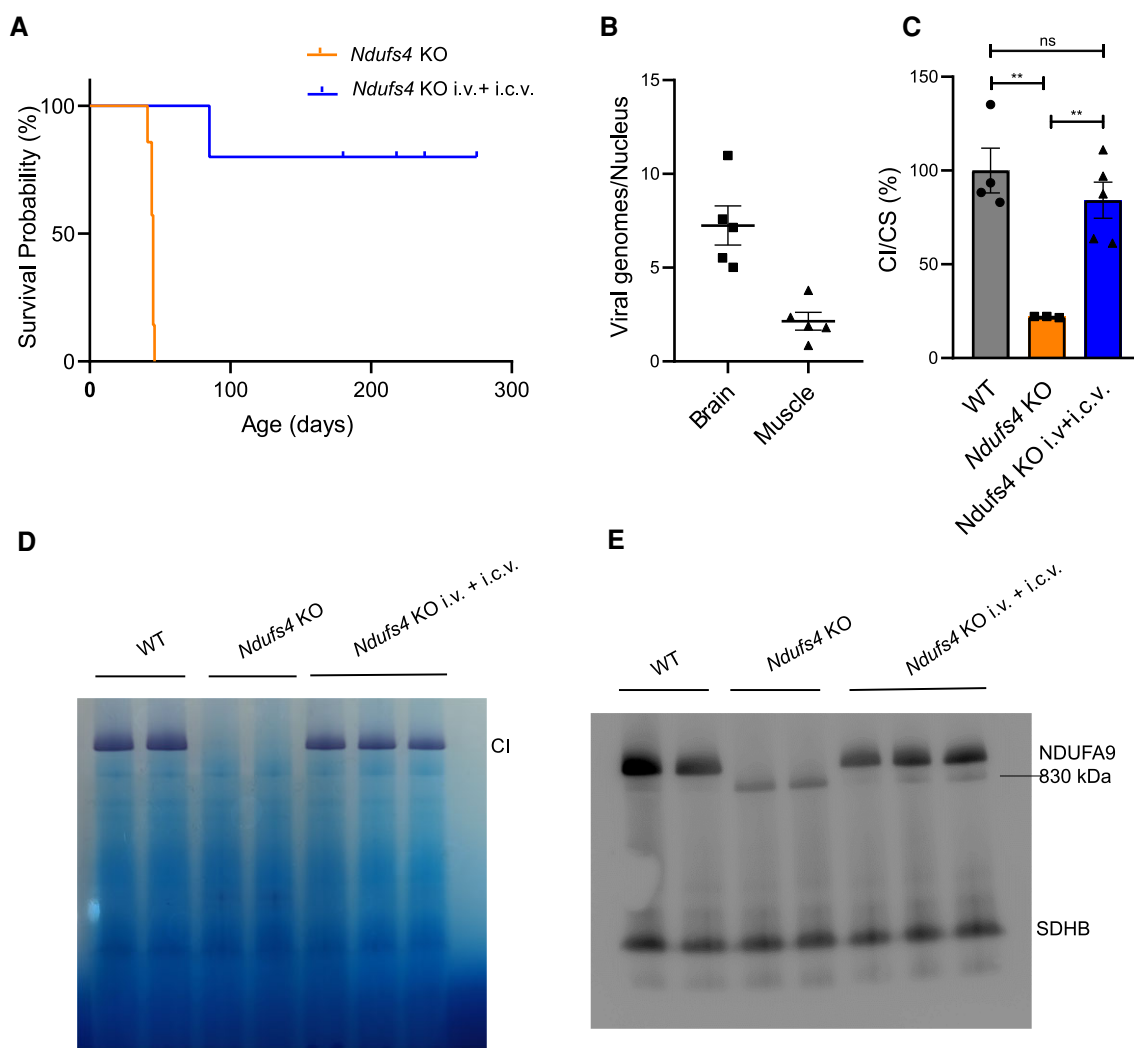 A
Ndufs4 KO
Ndufs4 KO i.v.+ i.c.v.
Survival Probability (%)
100
50
0
0
100
200
300
Age (days)
B
Viral genomes/Nucleus
15
10
5
0
Brain
Muscle
C
ns
**
**
CI/CS (%)
150
100
50
0
WT
Ndufs4 KO
Ndufs4 KO i.v+i.c.v.
D
WT
Ndufs4 KO
Ndufs4 KO i.v. + i.c.v.
CI
E
WT
Ndufs4 KO
Ndufs4 KO i.v. + i.c.v.
NDUFA9
830 kDa
SDHB